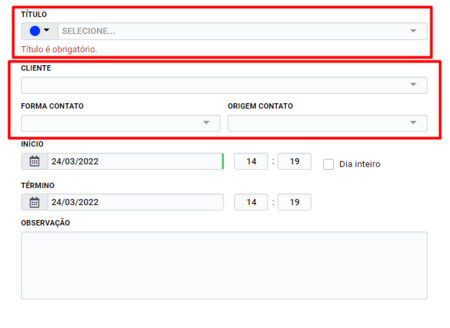 TÍTULO
SELECIONE...
Título é obrigatório.
CLIENTE
FORMA CONTATO ORIGEM CONTATO
INÍCIO
24/03/2022 14 : 19 Dia inteiro
TÉRMINO
24/03/2022 14 : 19
OBSERVAÇÃO